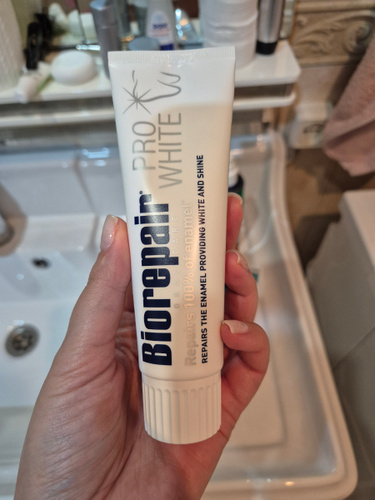 PRO
WHITE
Biorepair
Repairs 100% of enamel
REPAIRS THE ENAMEL PROVIDING WHITE AND SHINE